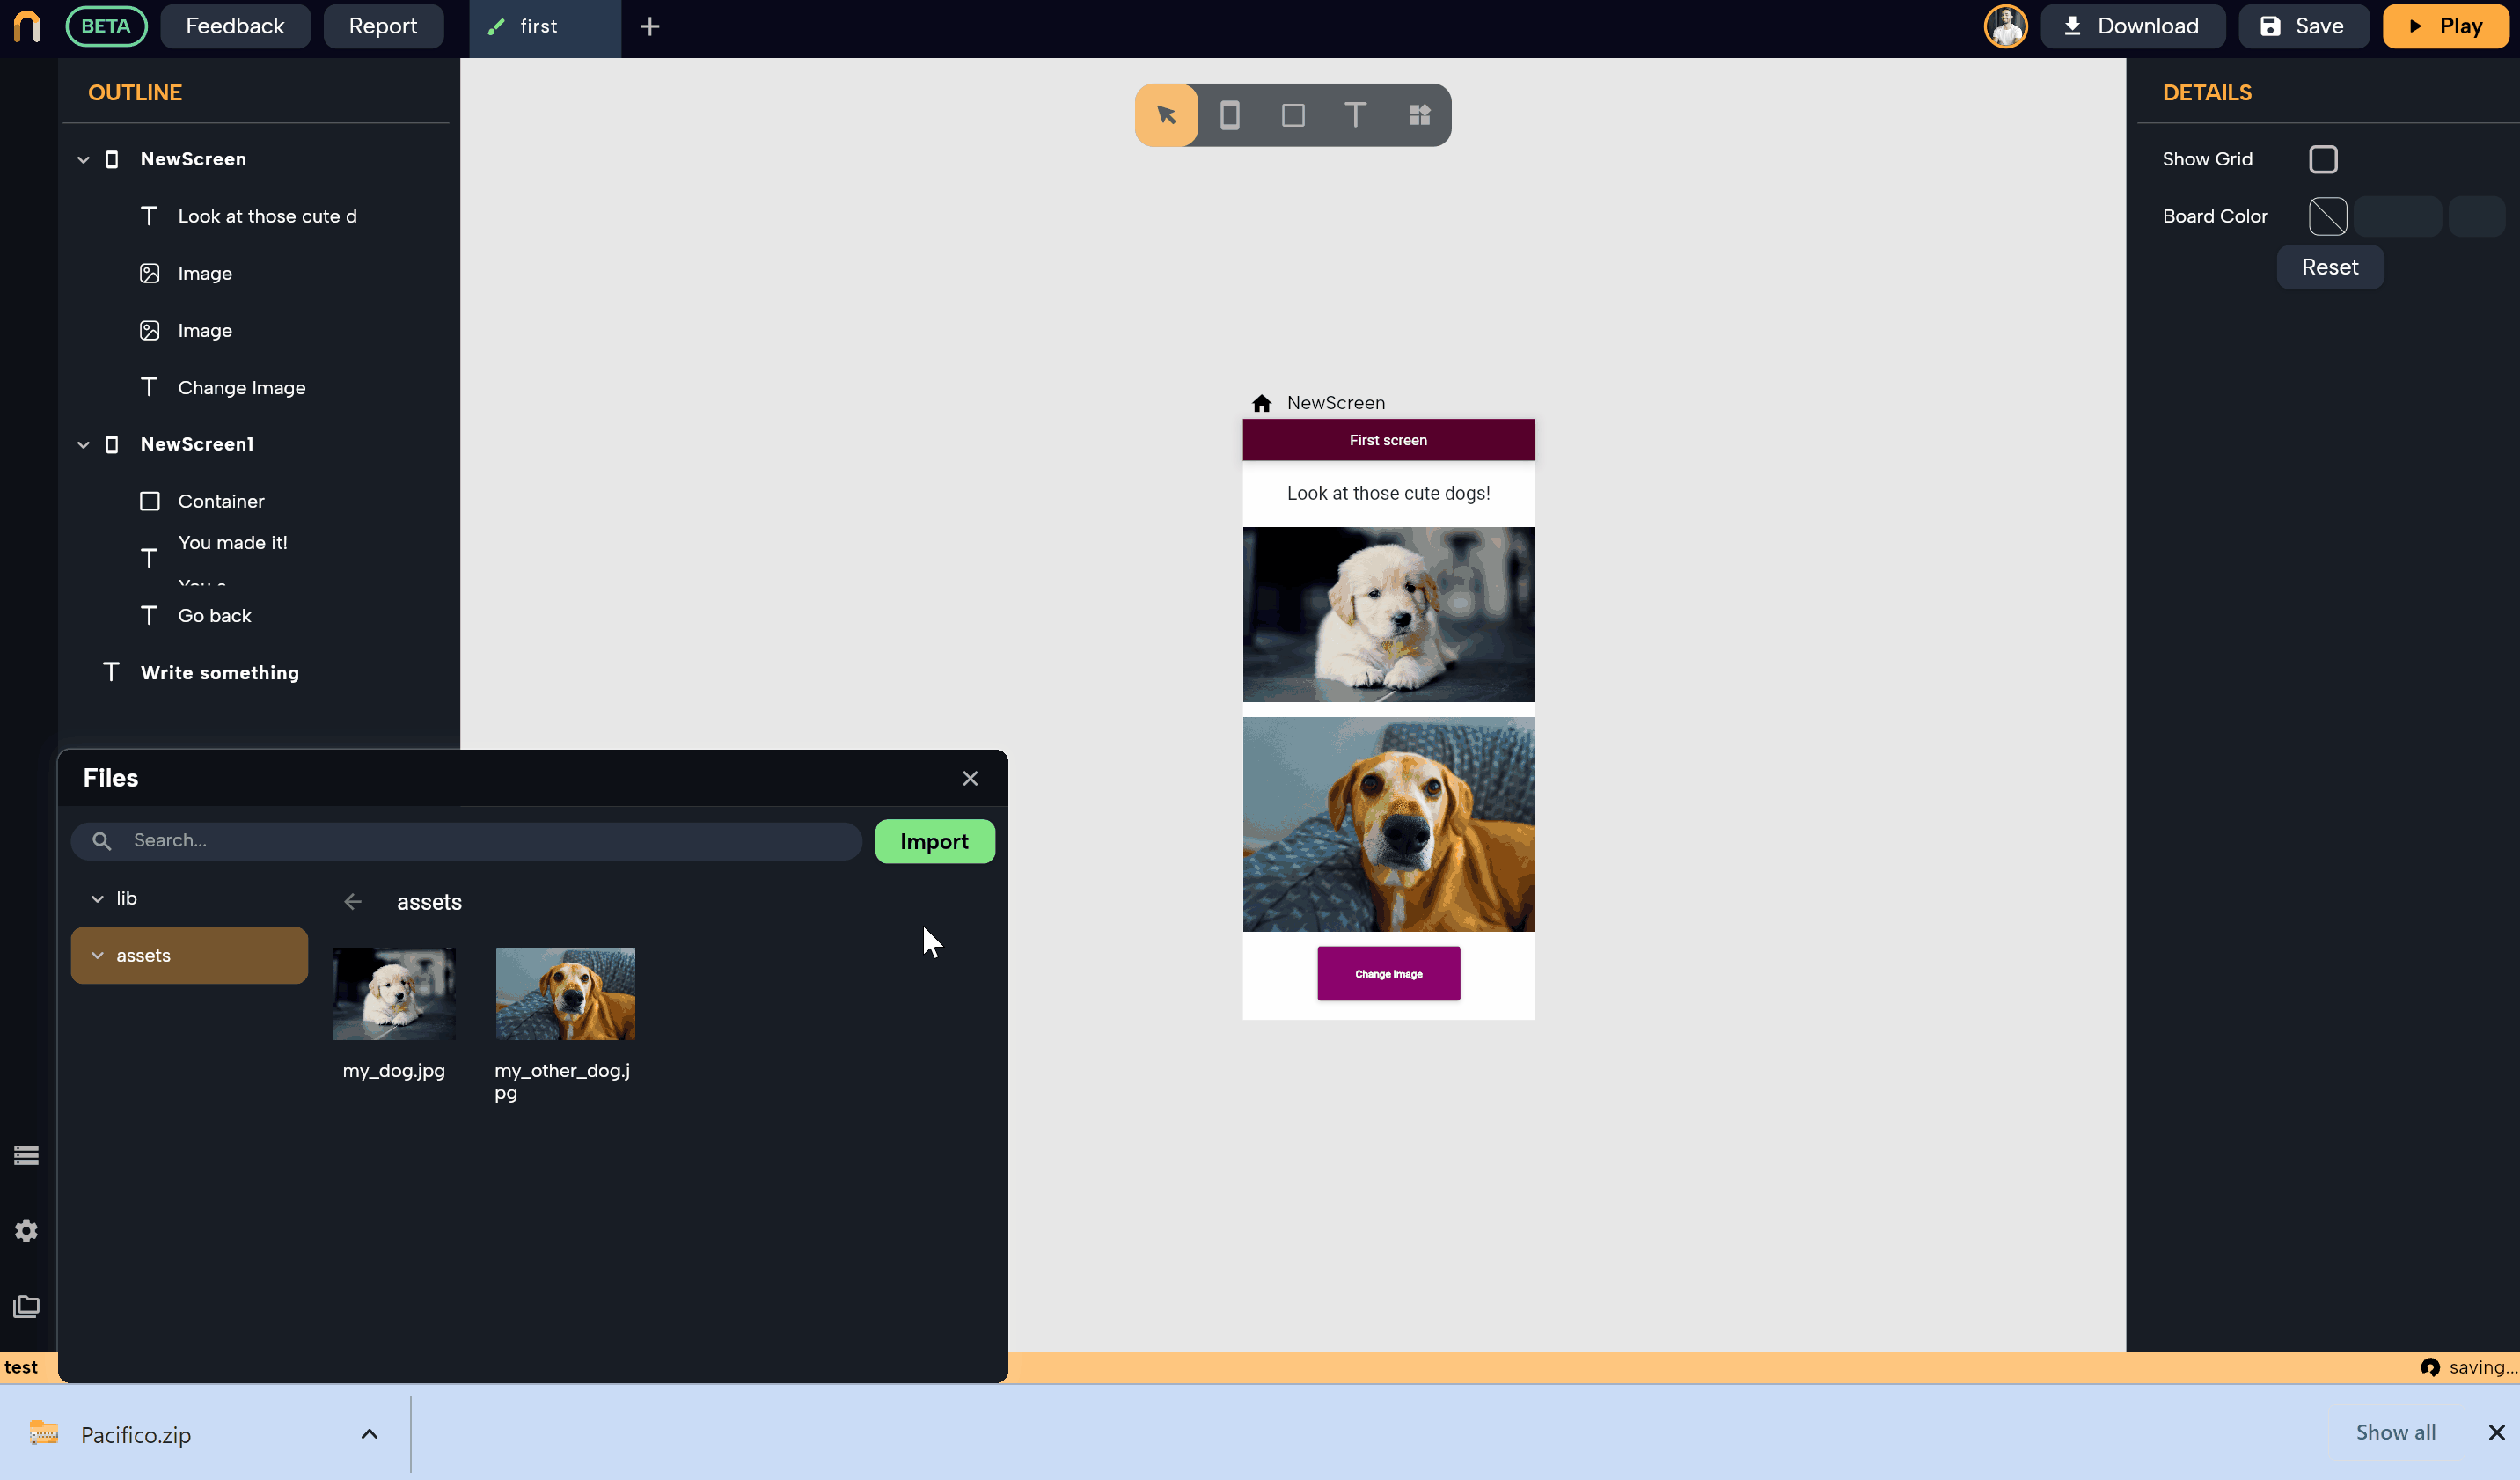 BETA
Feedback
Report
first
Download
Save
Play
OUTLINE
NewScreen
Look at those cute d
Image
Image
Change Image
NewScreen1
Container
You made it!
Go back
Write something
Files
Search...
Import
lib
assets
assets
my_dog.jpg
my_other_dog.j
pg
NewScreen
First screen
Look at those cute dogs!
Change Image
DETAILS
Show Grid
Board Color
Reset
test
saving...
Pacifico.zip
Show all